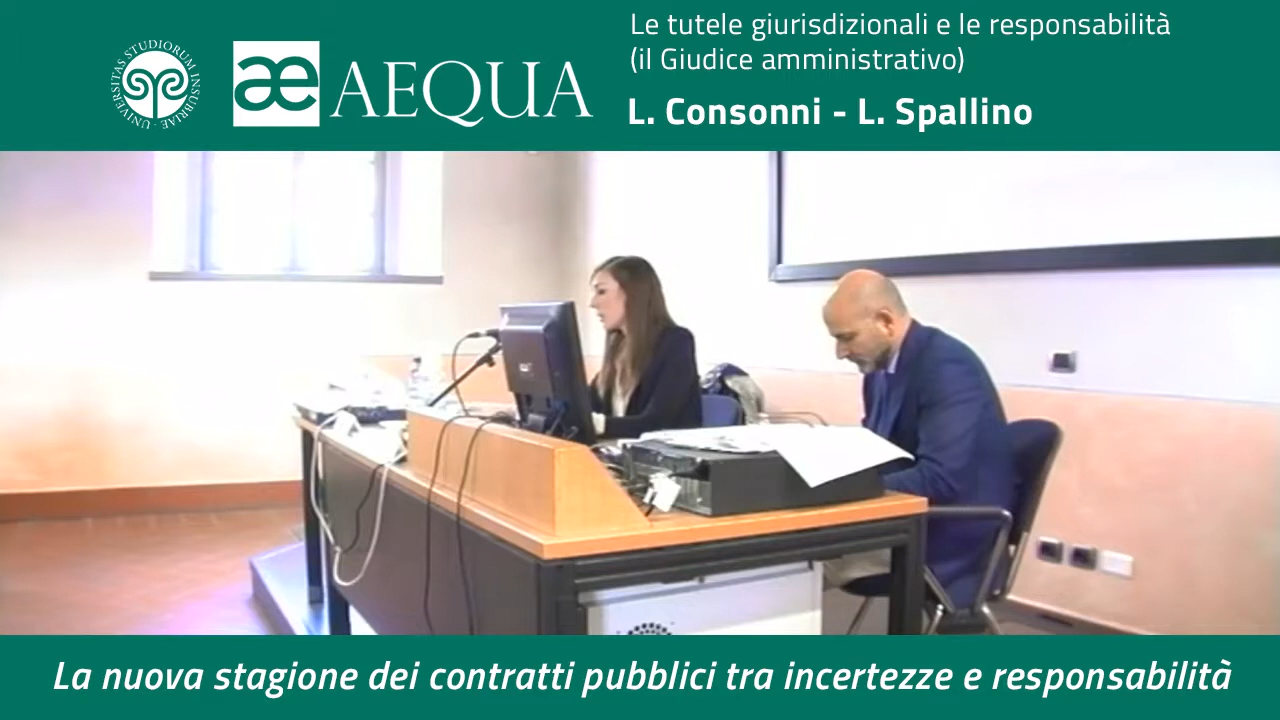 UNIVERSITAS STUDIORUM INSUBRIAE
æ AEQUA
Le tutele giurisdizionali e le responsabilità
(il Giudice amministrativo)
L. Consonni - L. Spallino
La nuova stagione dei contratti pubblici tra incertezze e responsabilità